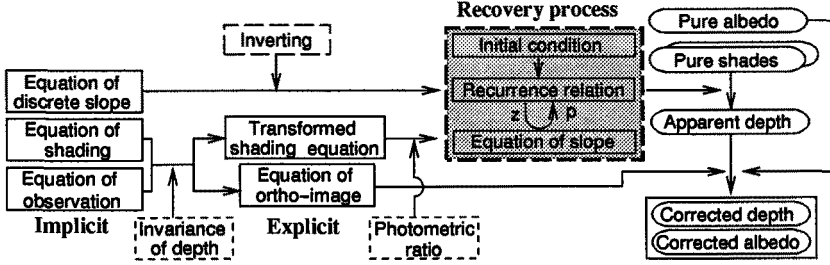 Recovery process
Pure albedo
Inverting
Initial condition
Pure shades
Equation of
discrete slope
Recurrence relation
z
p
Apparent depth
Equation of
shading
Transformed
shading equation
Equation of slope
Equation of
observation
Equation of
ortho-image
Implicit
Invariance
of depth
Explicit
Photometric
ratio
Corrected depth
Corrected albedo